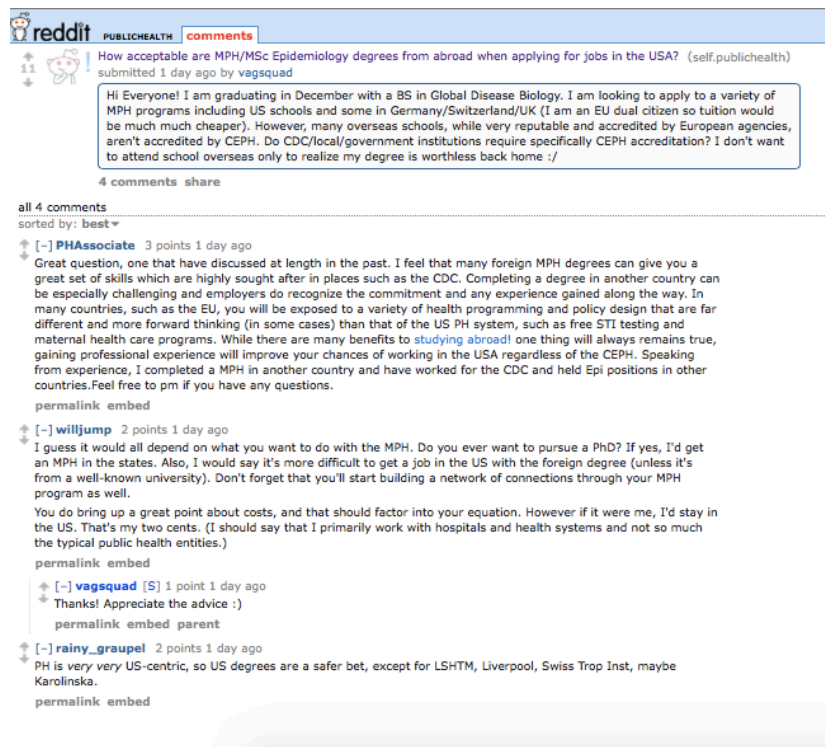 reddit PUBLICHEALTH comments
How acceptable are MPH/MSc Epidemiology degrees from abroad when applying for jobs in the USA? (self.publichealth)
11
submitted 1 day ago by vagsquad
Hi Everyone! I am graduating in December with a BS in Global Disease Biology. I am looking to apply to a variety of
MPH programs including US schools and some in Germany/Switzerland/UK (I am an EU dual citizen so tuition would
be much much cheaper). However, many overseas schools, while very reputable and accredited by European agencies,
aren't accredited by CEPH. Do CDC/local/government institutions require specifically CEPH accreditation? I don't want
to attend school overseas only to realize my degree is worthless back home :/
4 comments share
all 4 comments
sorted by: best
[-] PHAssociate 3 points 1 day ago
Great question, one that have discussed at length in the past. I feel that many foreign MPH degrees can give you a
great set of skills which are highly sought after in places such as the CDC. Completing a degree in another country can
be especially challenging and employers do recognize the commitment and any experience gained along the way. In
many countries, such as the EU, you will be exposed to a variety of health programming and policy design that are far
different and more forward thinking (in some cases) than that of the US PH system, such as free STI testing and
maternal health care programs. While there are many benefits to studying abroad! one thing will always remains true,
gaining professional experience will improve your chances of working in the USA regardless of the CEPH. Speaking
from experience, I completed a MPH in another country and have worked for the CDC and held Epi positions in other
countries.Feel free to pm if you have any questions.
permalink embed
[-] willjump 2 points 1 day ago
I guess it would all depend on what you want to do with the MPH. Do you ever want to pursue a PhD? If yes, I'd get
an MPH in the states. Also, I would say it's more difficult to get a job in the US with the foreign degree (unless it's
from a well-known university). Don't forget that you'll start building a network of connections through your MPH
program as well.
You do bring up a great point about costs, and that should factor into your equation. However if it were me, I'd stay in
the US. That's my two cents. (I should say that I primarily work with hospitals and health systems and not so much
the typical public health entities.)
permalink embed
[-] vagsquad [S] 1 point 1 day ago
Thanks! Appreciate the advice :)
permalink embed parent
[-] rainy_graupel 2 points 1 day ago
PH is very very US-centric, so US degrees are a safer bet, except for LSHTM, Liverpool, Swiss Trop Inst, maybe
Karolinska.
permalink embed